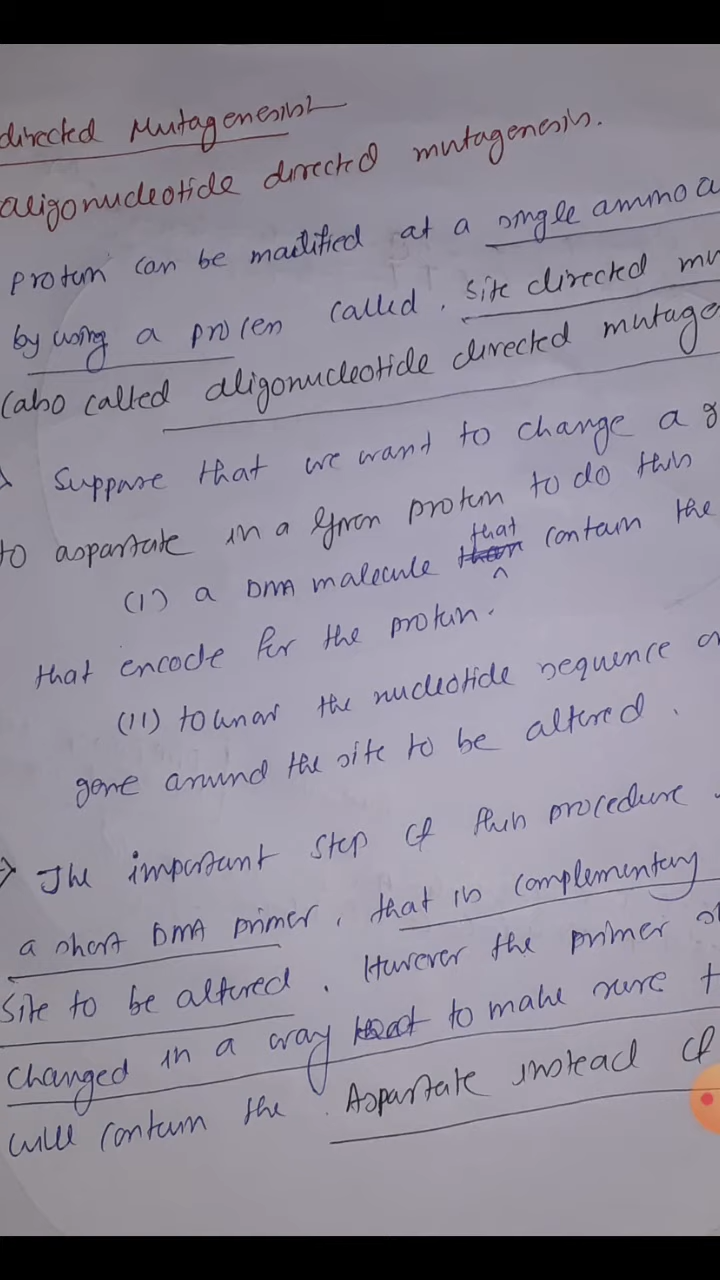 directed Mutagenesis:
oligonucleotide directed mutagenesis.
protein can be modified at a single amino a
by using a process called, site directed mu
(also called oligonucleotide directed mutage
Suppose that we want to change a g
to aspartate in a given protein to do this
(I) a DNA molecule that contain the
that encode for the protein.
(II) to know the nucleotide sequence o
gene around the site to be altered.
→ The important step of this procedure
a short DNA primer, that is complementary
site to be altered. However the primer
changed in a way to make sure t
will contain the Aspartate instead of